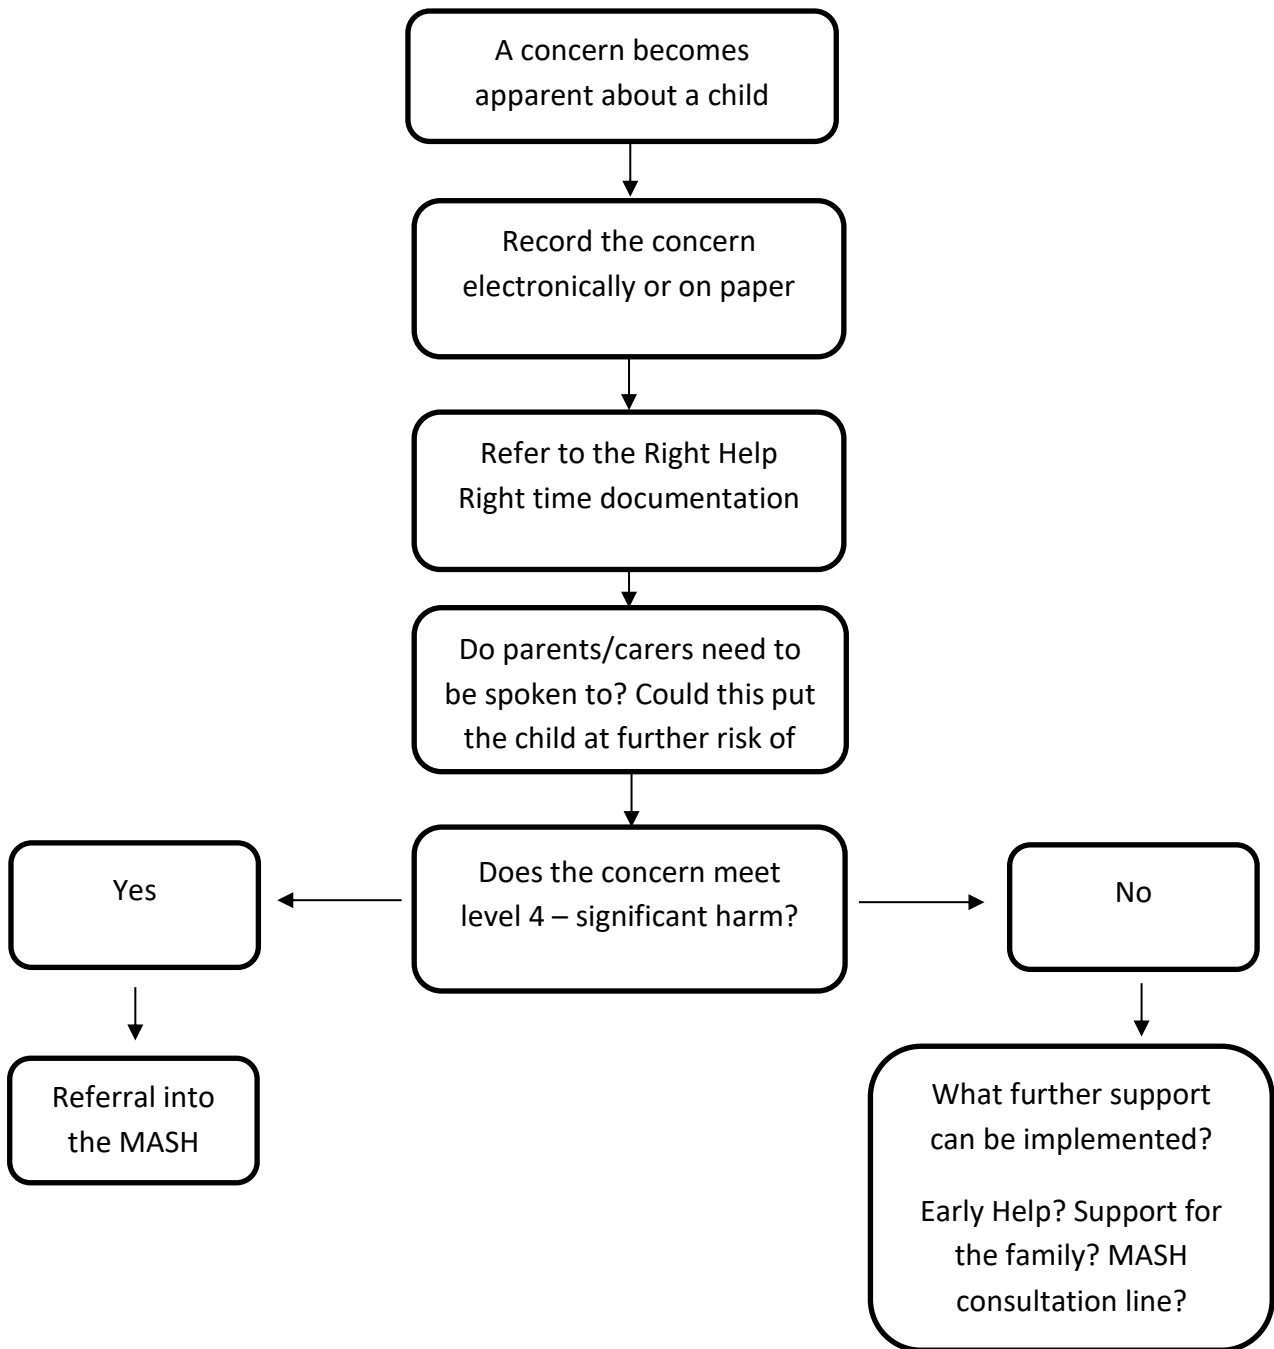 A concern becomes
apparent about a child
Record the concern
electronically or on paper
Refer to the Right Help
Right time documentation
Do parents/carers need to
be spoken to? Could this put
the child at further risk of
Does the concern meet
level 4 – significant harm?
Yes
No
Referral into
the MASH
What further support
can be implemented?
Early Help? Support for
the family? MASH
consultation line?